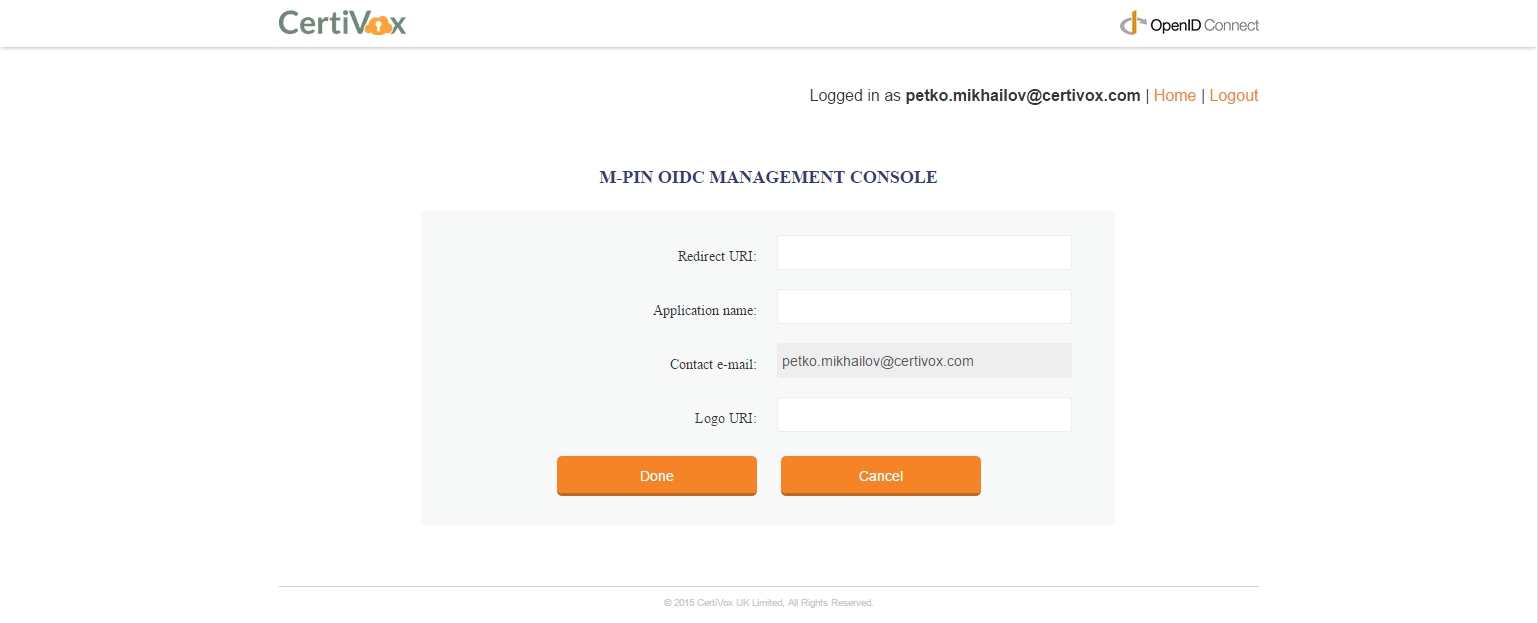 CertiVox
OpenID Connect
Logged in as petko.mikhailov@certivox.com | Home | Logout
M-PIN OIDC MANAGEMENT CONSOLE
Redirect URI:
Application name:
Contact e-mail: petko.mikhailov@certivox.com
Logo URI:
Done Cancel
© 2015 CertiVox UK Limited, All Rights Reserved.